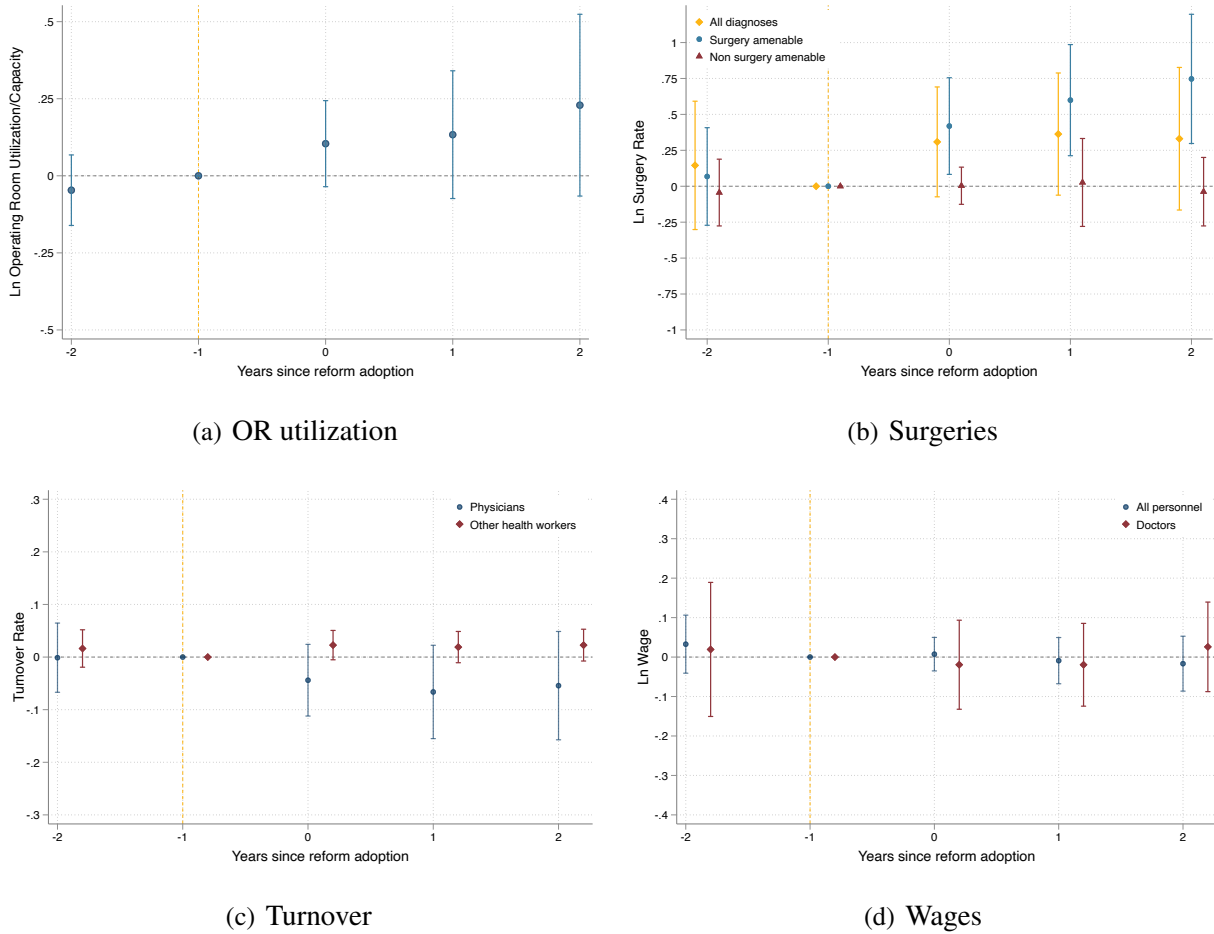 Ln Operating Room Utilization/Capacity
.5
.25
0
-.25
-.5
-2 -1 0 1 2
Years since reform adoption
(a) OR utilization
All diagnoses
Surgery amenable
Non surgery amenable
Ln Surgery Rate
1
.75
.5
.25
0
-.25
-.5
-.75
-1
-2 -1 0 1 2
Years since reform adoption
(b) Surgeries
Physicians
Other health workers
Turnover Rate
.3
.2
.1
0
-.1
-.2
-.3
-2 -1 0 1 2
Years since reform adoption
(c) Turnover
All personnel
Doctors
Ln Wage
.4
.3
.2
.1
0
-.1
-.2
-.3
-.4
-2 -1 0 1 2
Years since reform adoption
(d) Wages